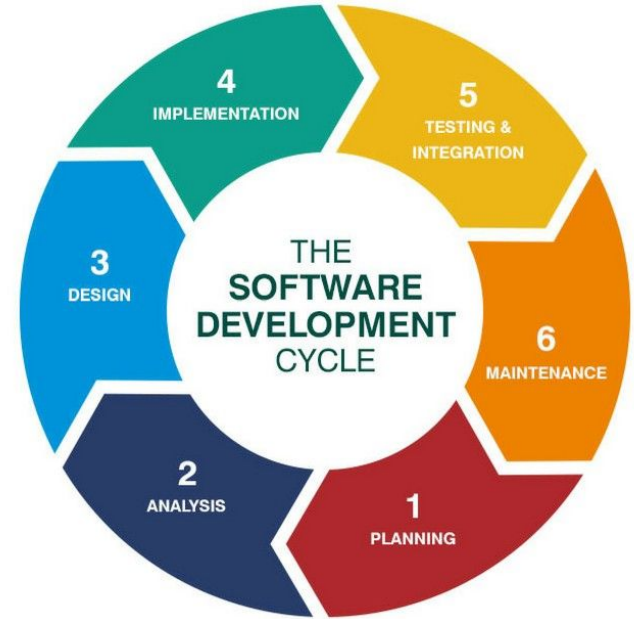 THE
SOFTWARE
DEVELOPMENT
CYCLE
1
PLANNING
2
ANALYSIS
3
DESIGN
4
IMPLEMENTATION
5
TESTING &
INTEGRATION
6
MAINTENANCE